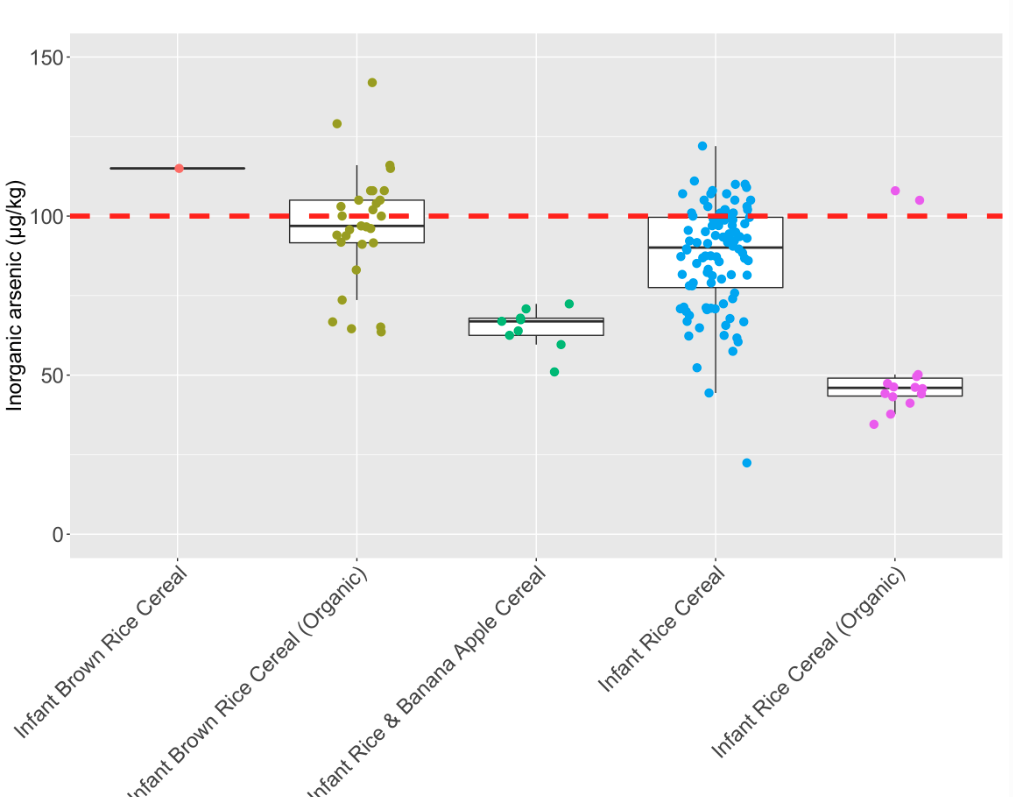 Inorganic arsenic (µg/kg)
150
100
50
0
Infant Brown Rice Cereal
Infant Brown Rice Cereal (Organic)
Infant Rice & Banana Apple Cereal
Infant Rice Cereal
Infant Rice Cereal (Organic)